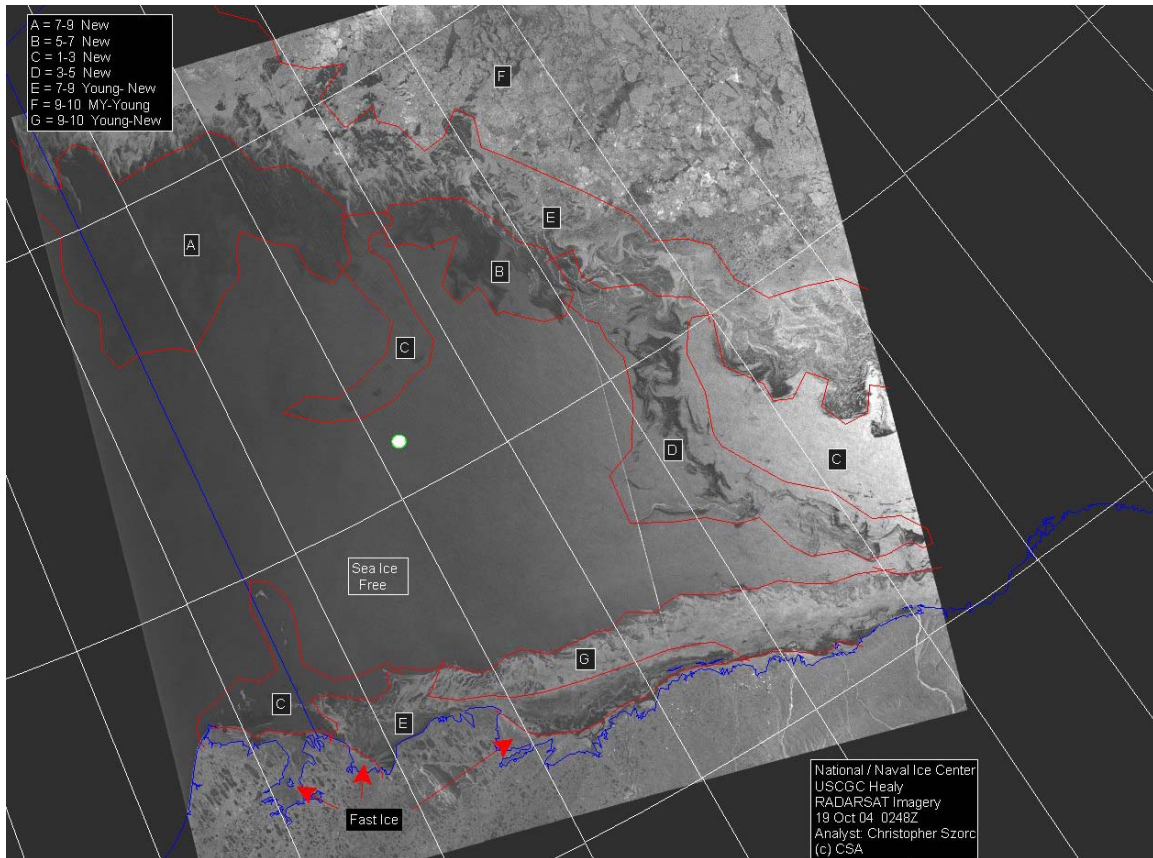 A = 7-9 New
B = 5-7 New
C = 1-3 New
D = 3-5 New
E = 7-9 Young- New
F = 9-10 MY-Young
G = 9-10 Young-New
F
E
A
B
C
D
C
Sea Ice
Free
G
C
E
Fast Ice
National / Naval Ice Center
USCGC Healy
RADARSAT Imagery
19 Oct 04 0248Z
Analyst: Christopher Szorc
(c) CSA